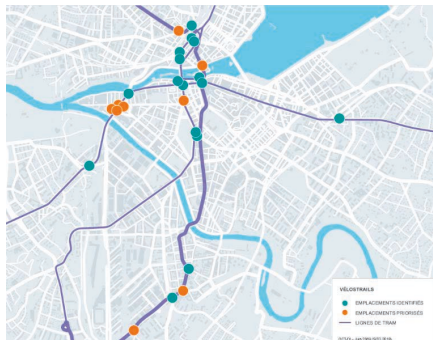 VÉLOSTRAILS
EMPLACEMENTS IDENTIFIÉS
EMPLACEMENTS PRIORISÉS
LIGNES DE TRAM